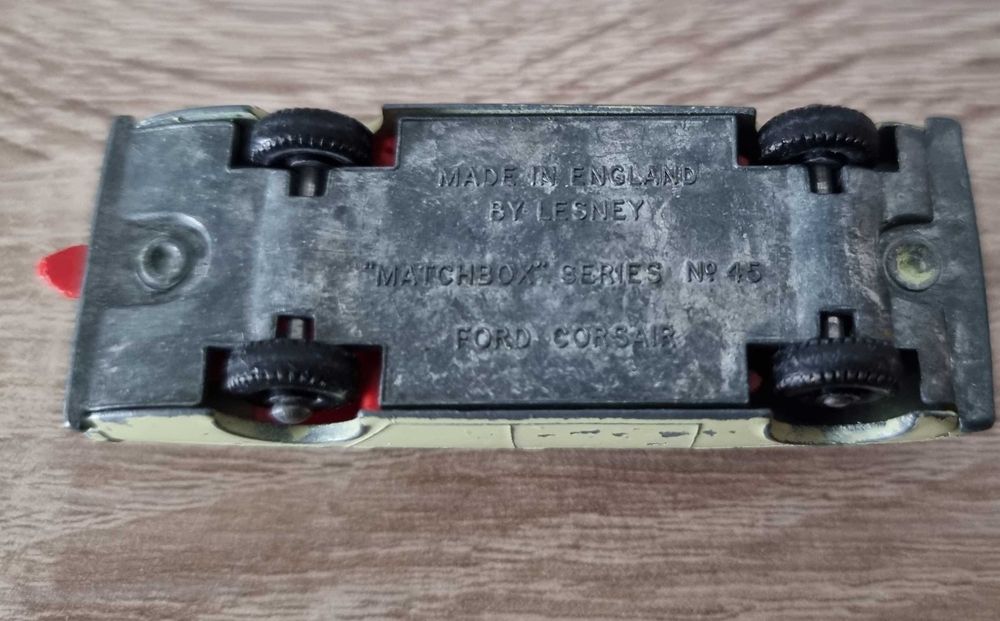 MADE IN ENGLAND
BY LESNEY
"MATCHBOX" SERIES Nº 45
FORD CORSAIR